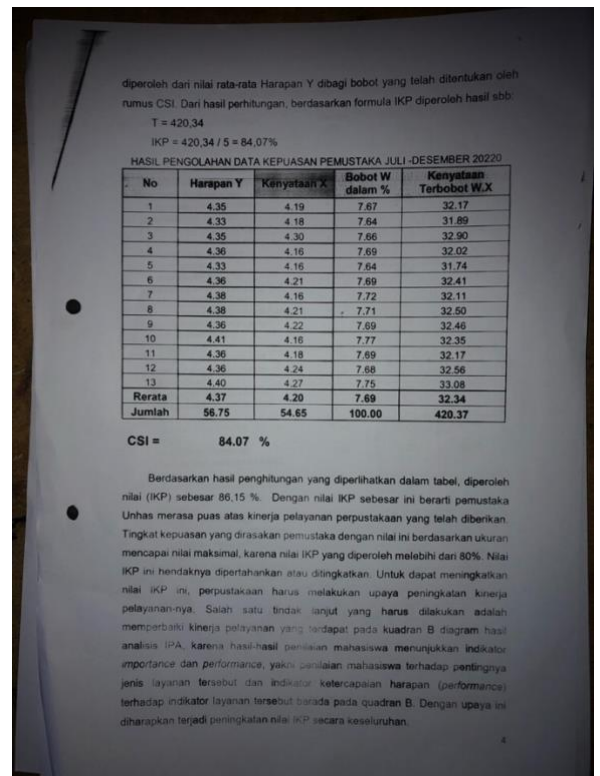 diperoleh dari nilai rata-rata Harapan Y dibagi bobot yang telah ditentukan oleh
rumus CSI. Dari hasil perhitungan, berdasarkan formula IKP diperoleh hasil sbb:
T = 420,34
IKP = 420,34 / 5 = 84,07%
HASIL PENGOLAHAN DATA KEPUASAN PEMUSTAKA JULI -DESEMBER 20220
No Harapan Y Kenyataan X Bobot W dalam % Kenyataan Terbobot W.X
1 4.35 4.19 7.67 32.17
2 4.33 4.18 7.64 31.89
3 4.35 4.30 7.66 32.90
4 4.36 4.16 7.69 32.02
5 4.33 4.16 7.64 31.74
6 4.36 4.21 7.69 32.41
7 4.38 4.16 7.72 32.11
8 4.38 4.21 7.71 32.50
9 4.36 4.22 7.69 32.46
10 4.41 4.16 7.77 32.35
11 4.36 4.18 7.69 32.17
12 4.36 4.24 7.68 32.56
13 4.40 4.27 7.75 33.08
Rerata 4.37 4.20 7.69 32.34
Jumlah 56.75 54.65 100.00 420.37
CSI = 84.07 %
Berdasarkan hasil penghitungan yang diperlihatkan dalam tabel, diperoleh
nilai (IKP) sebesar 86,15 %. Dengan nilai IKP sebesar ini berarti pemustaka
Unhas merasa puas atas kinerja pelayanan perpustakaan yang telah diberikan.
Tingkat kepuasan yang dirasakan pemustaka dengan nilai ini berdasarkan ukuran
mencapai nilai maksimal, karena nilai IKP yang diperoleh melebihi dari 80%. Nilai
IKP ini hendaknya dipertahankan atau ditingkatkan. Untuk dapat meningkatkan
nilai IKP ini, perpustakaan harus melakukan upaya peningkatan kinerja
pelayanan-nya. Salah satu tindak lanjut yang harus dilakukan adalah
memperbaiki kinerja pelayanan yang terdapat pada kuadran B diagram hasil
analisis IPA, karena hasil-hasil penilaian mahasiswa menunjukkan indikator
importance dan performance, yakni penilaian mahasiswa terhadap pentingnya
jenis layanan tersebut dan indikator ketercapaian harapan (performance)
terhadap indikator layanan tersebut berada pada quadran B. Dengan upaya ini
diharapkan terjadi peningkatan nilai IKP secara keseluruhan.
4